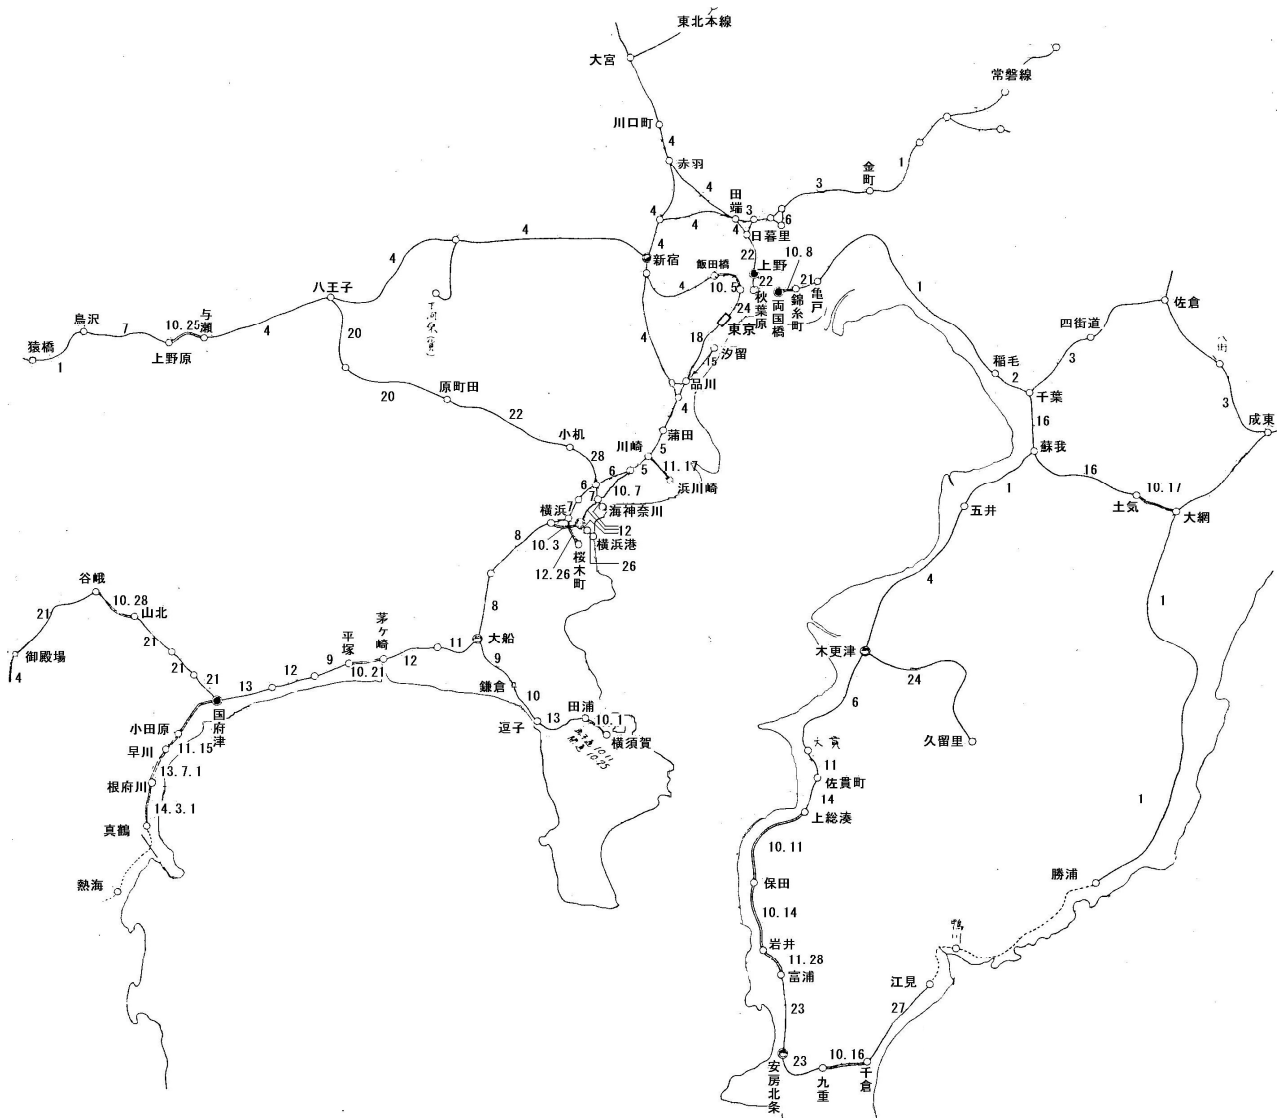 東北本線
大宮
常磐線
川口町
4
赤羽
金町
1
3
4
田端
3
6
4
4
4
日暮里
4
4
4
新宿
飯田橋
22
上野
10.8
4
10.5
22
21
亀戸
八王子
24
秋葉原
両国橋
錦糸町
1
佐倉
与瀬
10.25
鳥沢
7
4
上野原
猿橋
1
20
東京
18
汐留
15
4
四街道
八街
3
稲毛
2
品川
千葉
3
原町田
20
22
4
16
成東
蒲田
小机
川崎
5
蘇我
28
6
5
11.17
16
浜川崎
10.17
6
10.7
1
土気
大網
7
7
横浜
海神奈川
五井
12
8
10.3
横浜港
12.26
桜木町
26
4
谷峨
10.28
1
21
山北
8
茅ヶ崎
21
平塚
11
大船
御殿場
21
9
12
木更津
4
21
12
10.21
9
24
13
鎌倉
10
田浦
6
国府津
小田原
13
10.1
逗子
横須賀
久留里
早川
11.15
大貫
13.7.1
11
根府川
佐貫町
14.3.1
14
1
真鶴
上総湊
10.11
熱海
保田
勝浦
10.14
鴨川
岩井
11.28
富浦
江見
23
27
10.16
23
千倉
安房北条
九重